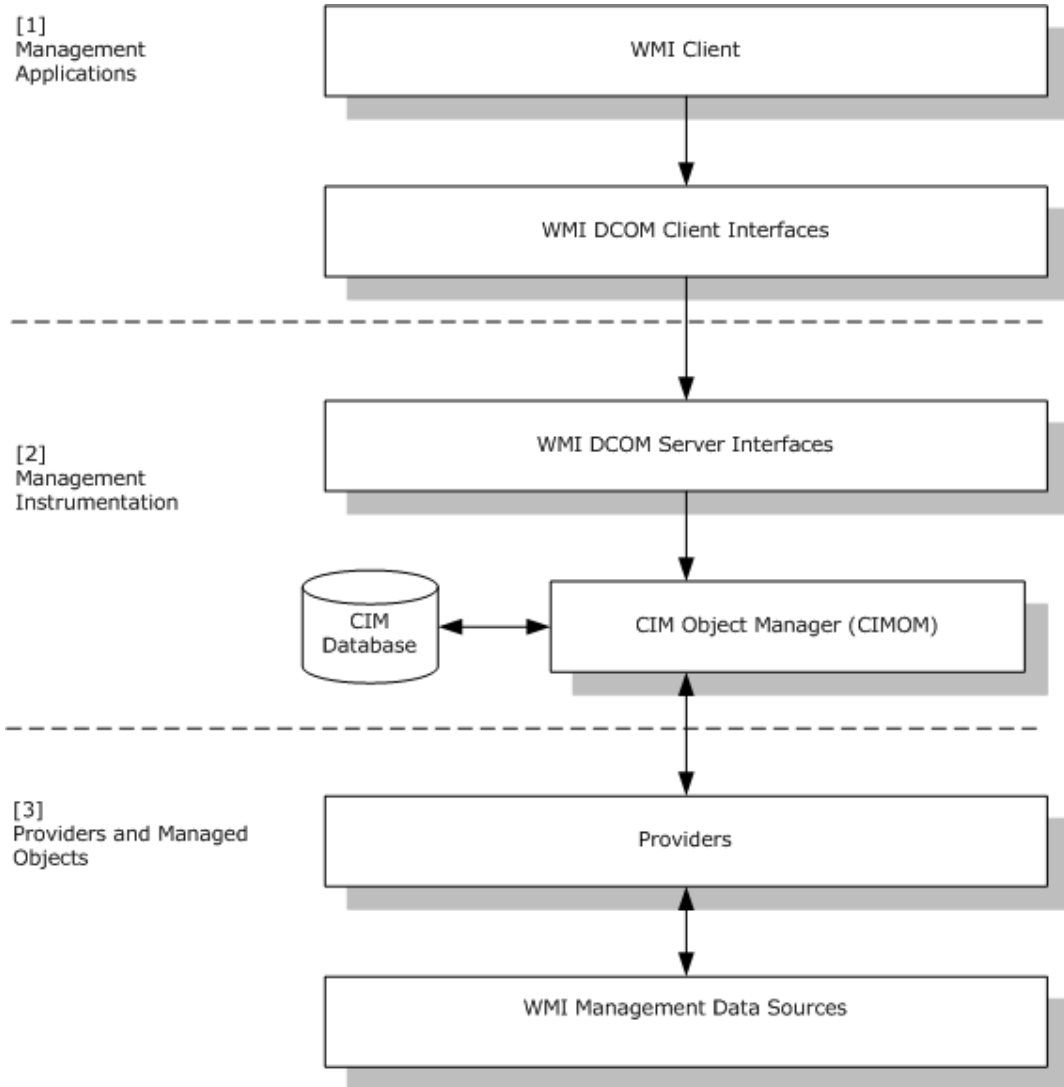 [1]
Management
Applications
WMI Client
WMI DCOM Client Interfaces
[2]
Management
Instrumentation
WMI DCOM Server Interfaces
CIM
Database
CIM Object Manager (CIMOM)
[3]
Providers and Managed
Objects
Providers
WMI Management Data Sources